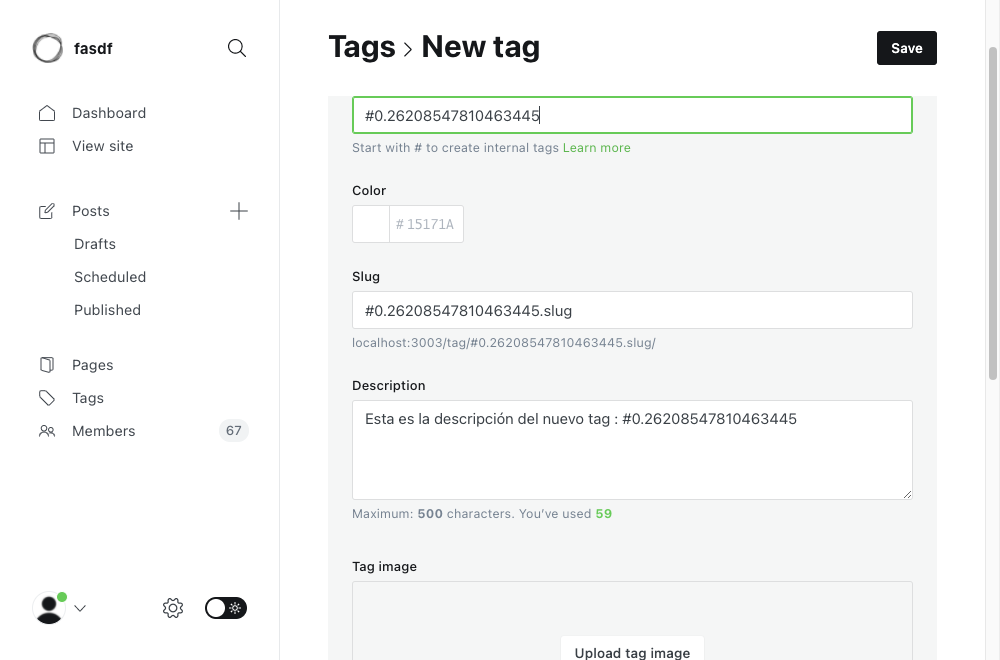 fasdf
Dashboard
View site
Posts
Drafts
Scheduled
Published
Pages
Tags
Members
67
Tags › New tag
Save
#0.26208547810463445
Start with # to create internal tags Learn more
Color
# 15171A
Slug
#0.26208547810463445.slug
localhost:3003/tag/#0.26208547810463445.slug/
Description
Esta es la descripción del nuevo tag : #0.26208547810463445
Maximum: 500 characters. You've used 59
Tag image
Upload tag image